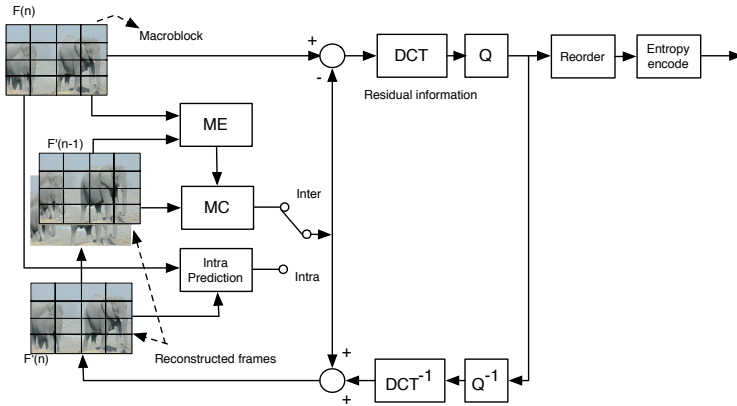 F(n)
Macroblock
+
-
DCT
Q
Reorder
Entropy
encode
Residual information
ME
F'(n-1)
MC
Inter
Intra
Prediction
Intra
F'(n)
Reconstructed frames
+
+
DCT-1
Q-1